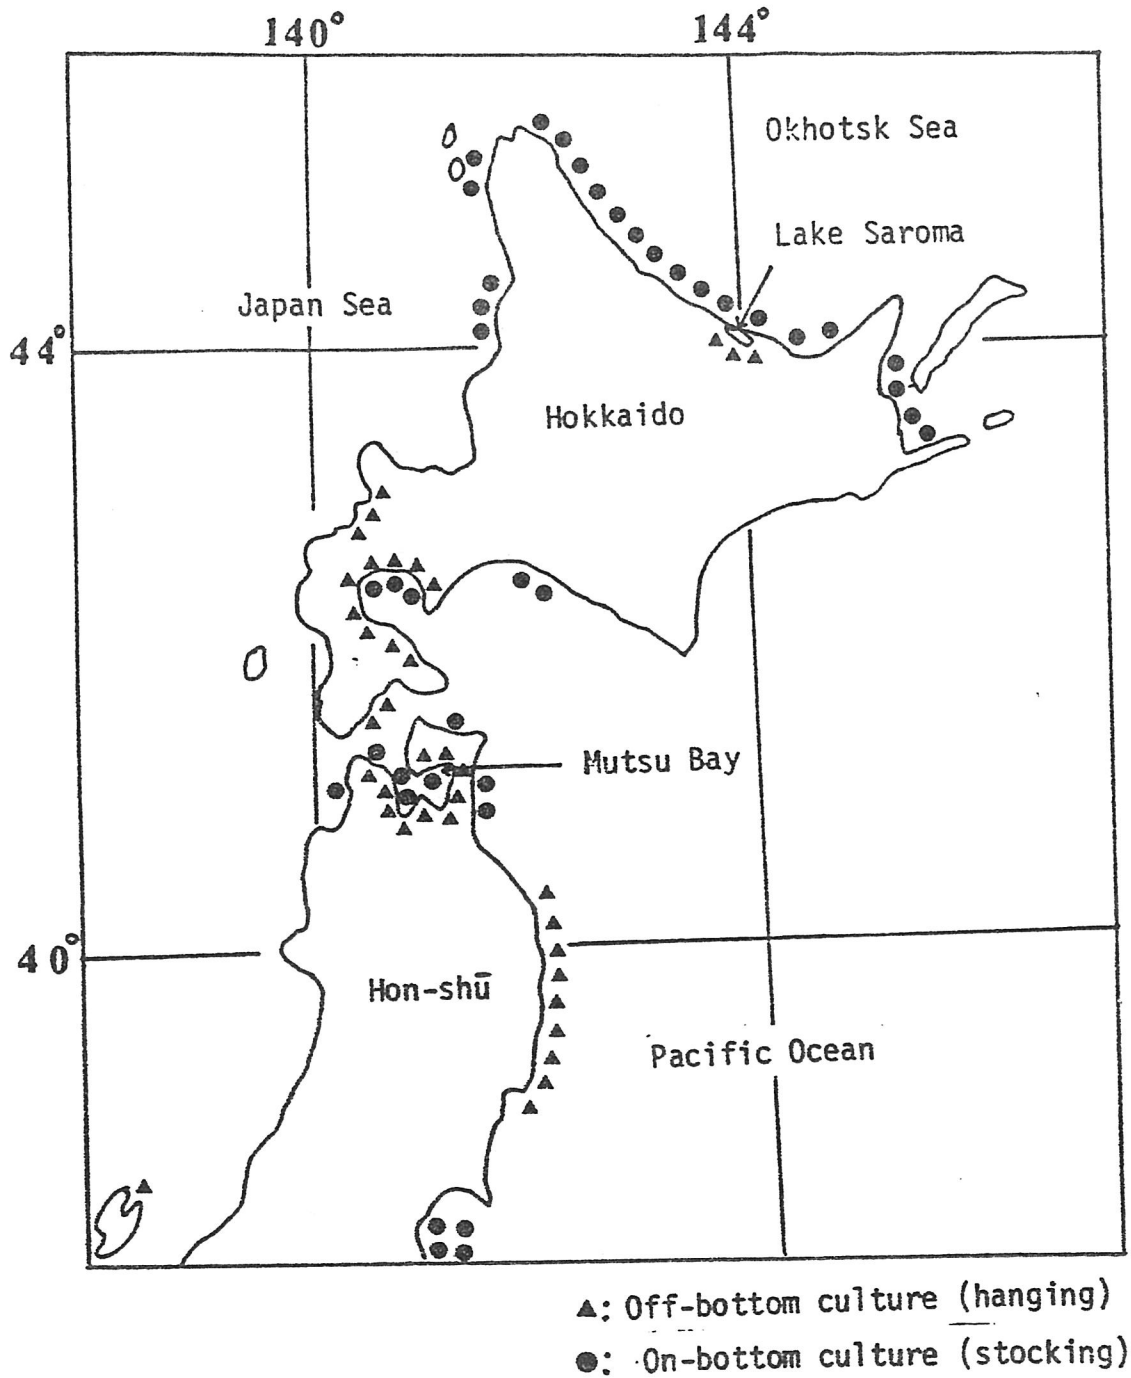 140° 144°
Okhotsk Sea
Lake Saroma
Japan Sea
44°
Hokkaido
Mutsu Bay
40°
Hon-shū
Pacific Ocean
▲: Off-bottom culture (hanging)
●: On-bottom culture (stocking)